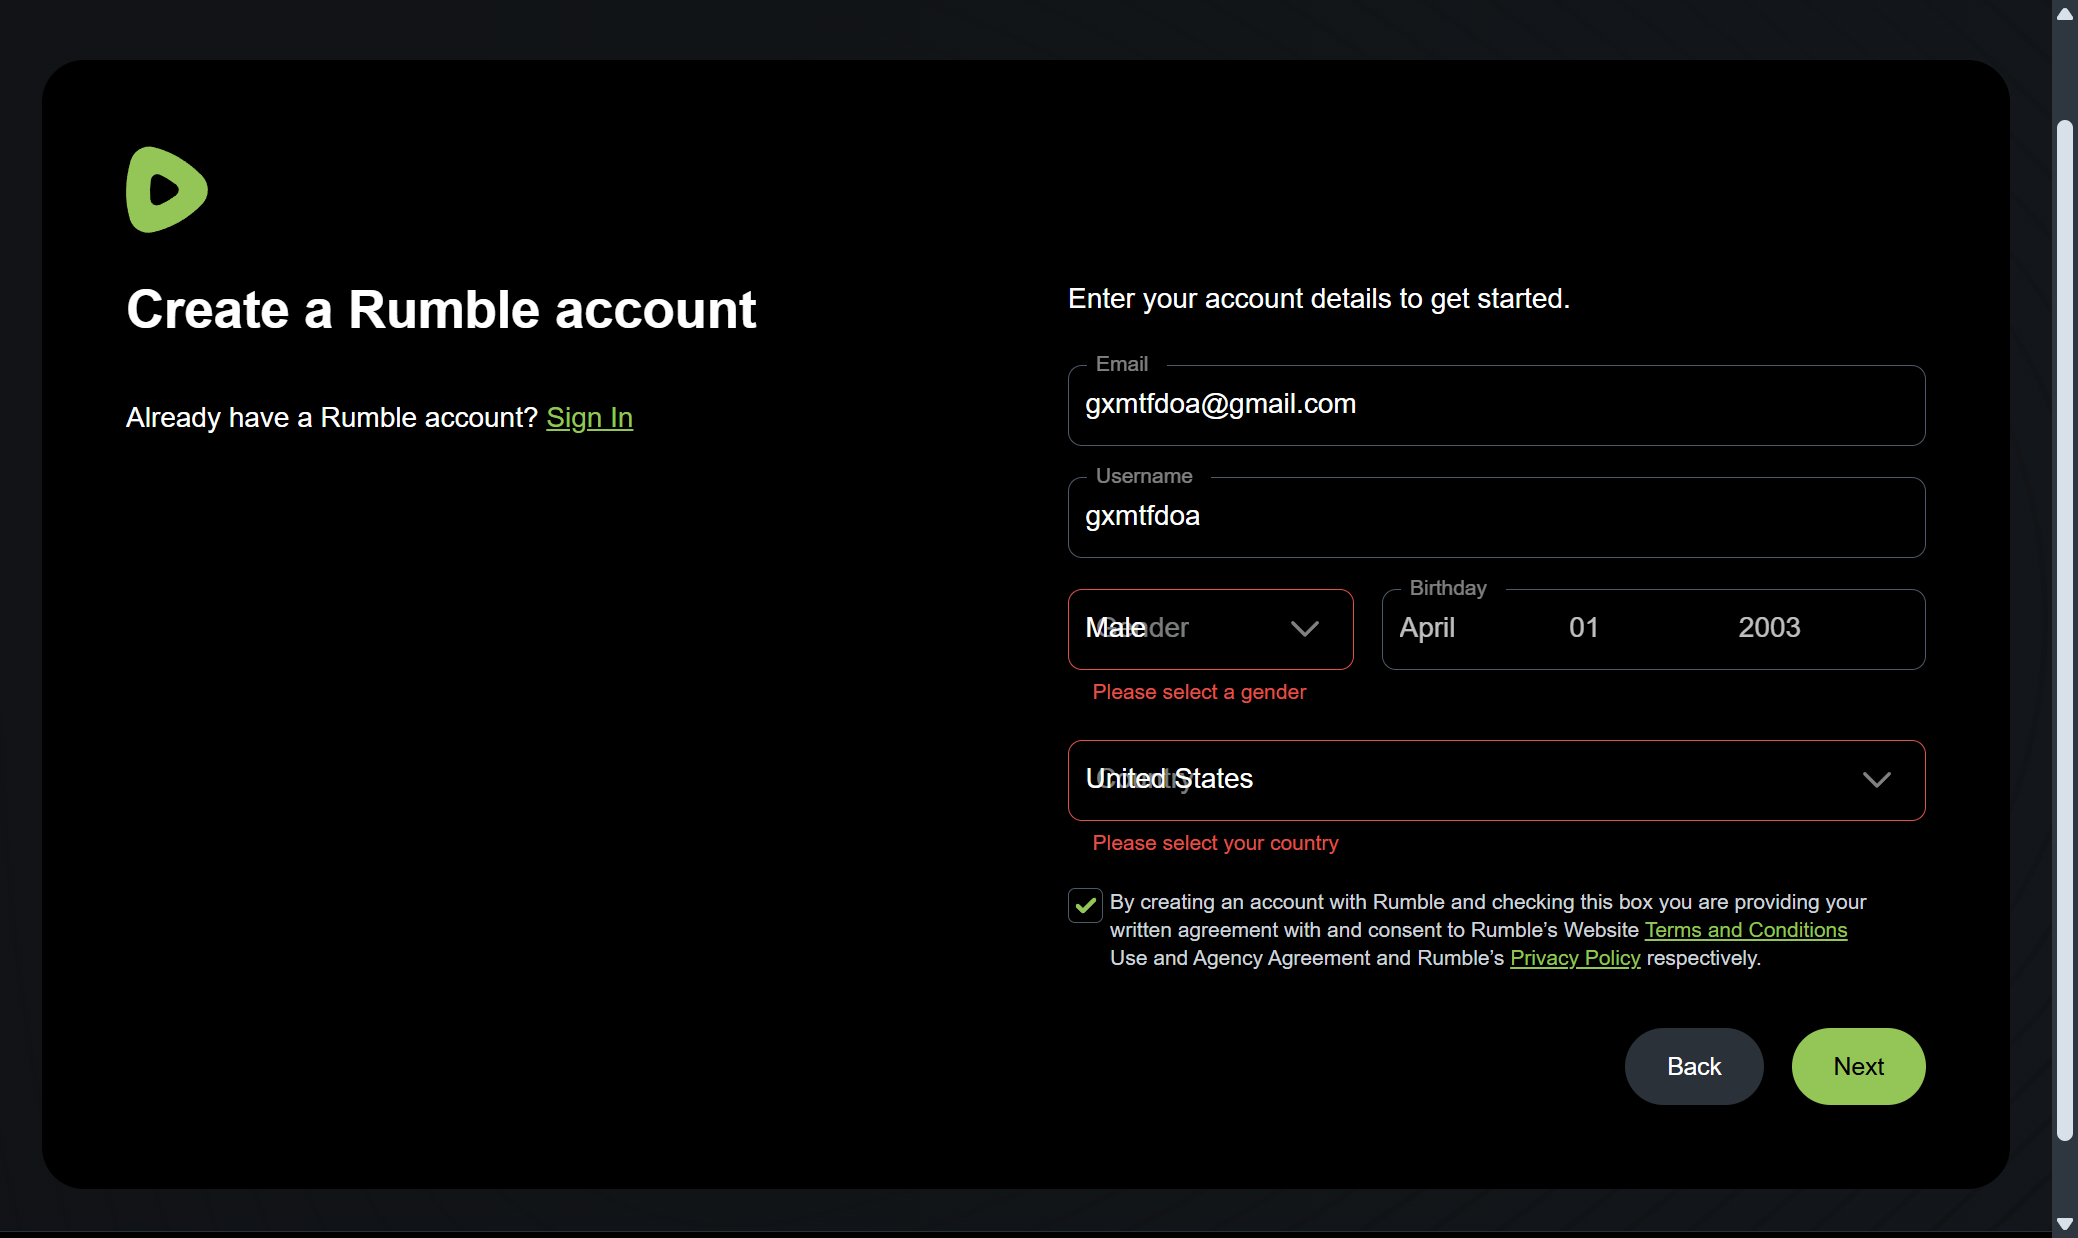 Create a Rumble account
Already have a Rumble account? Sign In
Enter your account details to get started.
Email
gxmtfdoa@gmail.com
Username
gxmtfdoa
Gender
Male
Birthday
April 01 2003
Please select a gender
Country
United States
Please select your country
By creating an account with Rumble and checking this box you are providing your
written agreement with and consent to Rumble’s Website Terms and Conditions
Use and Agency Agreement and Rumble’s Privacy Policy respectively.
Back
Next